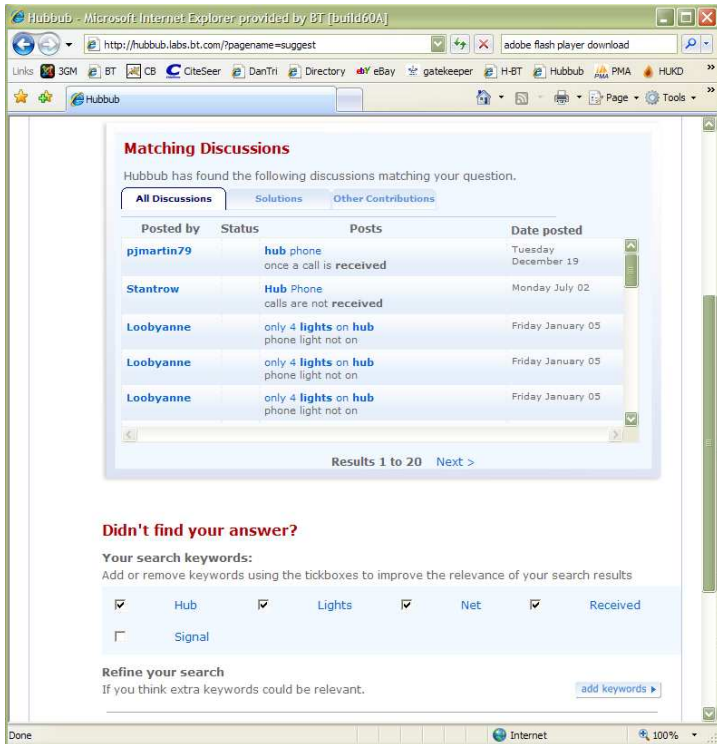 Hubbub - Microsoft Internet Explorer provided by BT [build60A]
http://hubbub.labs.bt.com/?pagename=suggest adobe flash player download
Links 3GM BT CB CiteSeer DanTri Directory ebY eBay gatekeeper H-BT Hubbub PMA PMA HUKD »
Hubbub Page Tools »
Matching Discussions
Hubbub has found the following discussions matching your question.
All Discussions Solutions Other Contributions
Posted by Status Posts Date posted
pjmartin79 hub phone Tuesday
once a call is received December 19
Stantrow Hub Phone Monday July 02
calls are not received
Loobyanne only 4 lights on hub Friday January 05
phone light not on
Loobyanne only 4 lights on hub Friday January 05
phone light not on
Loobyanne only 4 lights on hub Friday January 05
phone light not on
Results 1 to 20 Next >
Didn't find your answer?
Your search keywords:
Add or remove keywords using the tickboxes to improve the relevance of your search results
Hub Lights Net Received
Signal
Refine your search
If you think extra keywords could be relevant. add keywords
Done Internet 100%